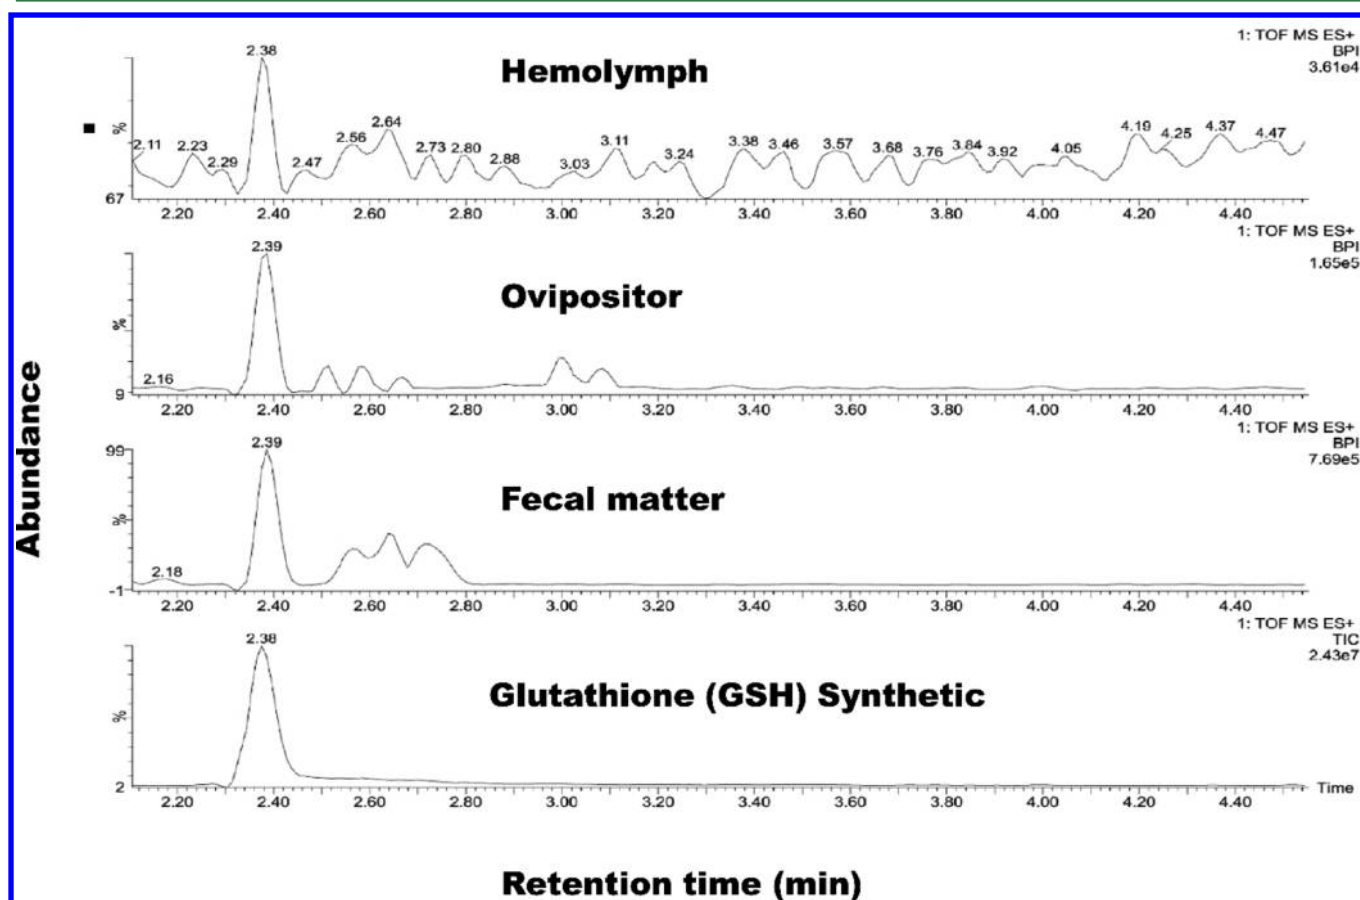 1: TOF MS ES+
BPI
3.61e4
Hemolymph
2.38
%
2.11 2.23 2.29 2.47 2.56 2.64 2.73 2.80 2.88 3.03 3.11 3.24 3.38 3.46 3.57 3.68 3.76 3.84 3.92 4.05 4.19 4.25 4.37 4.47
67
2.20 2.40 2.60 2.80 3.00 3.20 3.40 3.60 3.80 4.00 4.20 4.40
1: TOF MS ES+
BPI
1.65e5
2.39
Ovipositor
%
2.16
9
2.20 2.40 2.60 2.80 3.00 3.20 3.40 3.60 3.80 4.00 4.20 4.40
Abundance
1: TOF MS ES+
BPI
7.69e5
2.39
99
Fecal matter
%
2.18
-1
2.20 2.40 2.60 2.80 3.00 3.20 3.40 3.60 3.80 4.00 4.20 4.40
1: TOF MS ES+
TIC
2.43e7
2.38
Glutathione (GSH) Synthetic
%
2
Time
2.20 2.40 2.60 2.80 3.00 3.20 3.40 3.60 3.80 4.00 4.20 4.40
Retention time (min)